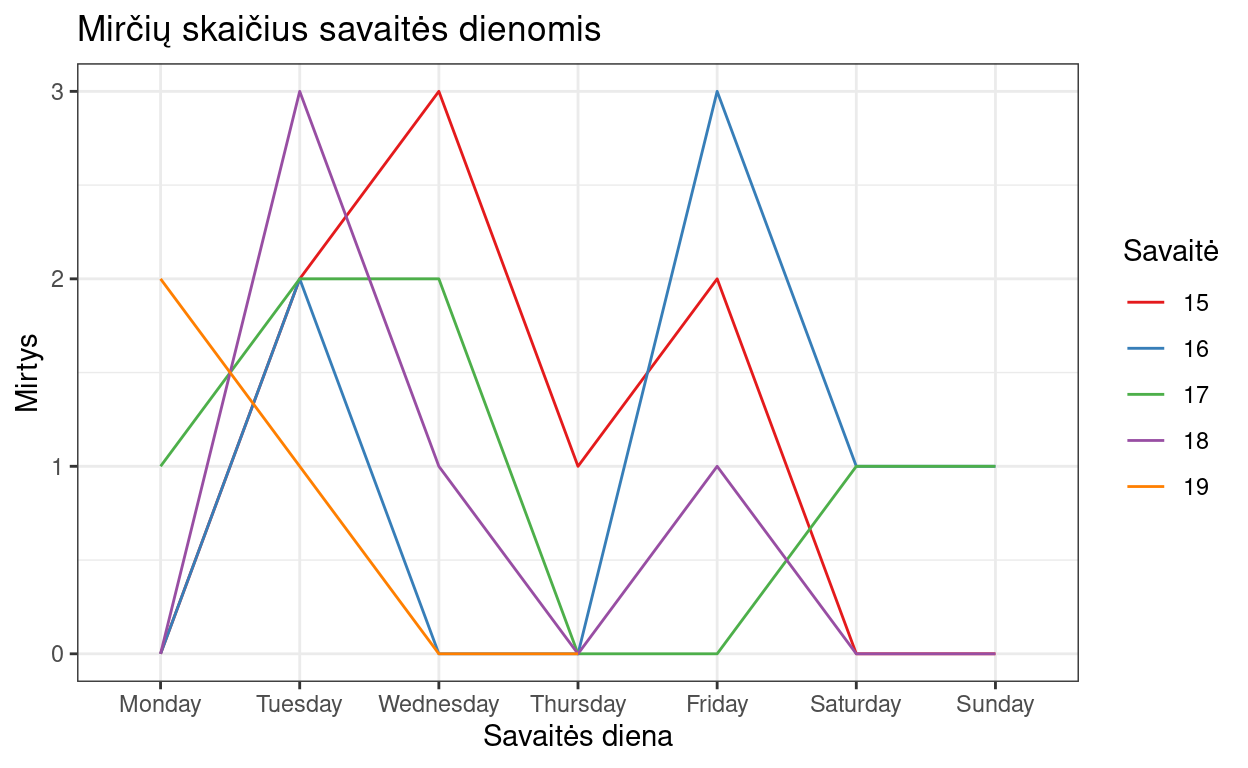 Mirčių skaičius savaitės dienomis
3
2
1
0
Mirtys
Monday Tuesday Wednesday Thursday Friday Saturday Sunday
Savaitės diena
Savaitė
15
16
17
18
19